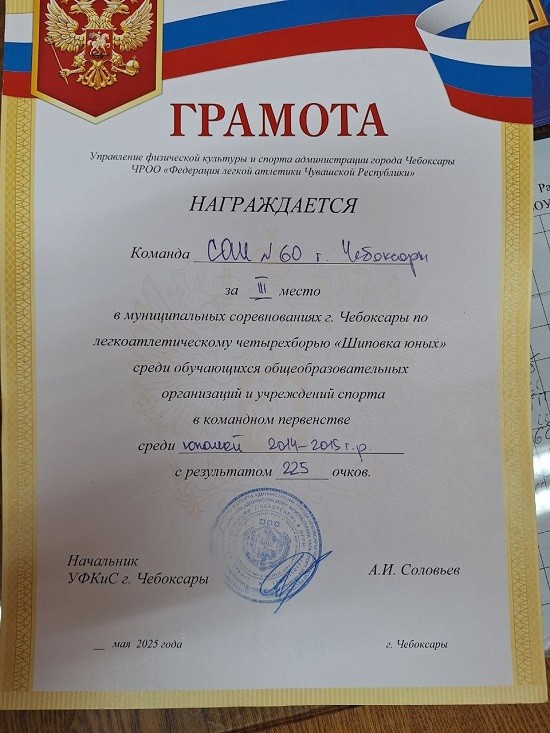 ГРАМОТА
Управление физической культуры и спорта администрации города Чебоксары
ЧРОО «Федерация легкой атлетики Чувашской Республики»
НАГРАЖДАЕТСЯ
Команда СОШ №60 г. Чебоксары
за III место
в муниципальных соревнованиях г. Чебоксары по
легкоатлетическому четырехборью «Шиповка юных»
среди обучающихся общеобразовательных
организаций и учреждений спорта
в командном первенстве
среди юношей 2014-2015 г.р.
с результатом 225 очков.
Начальник
УФКиС г. Чебоксары
А.И. Соловьев
__ мая 2025 года
г. Чебоксары